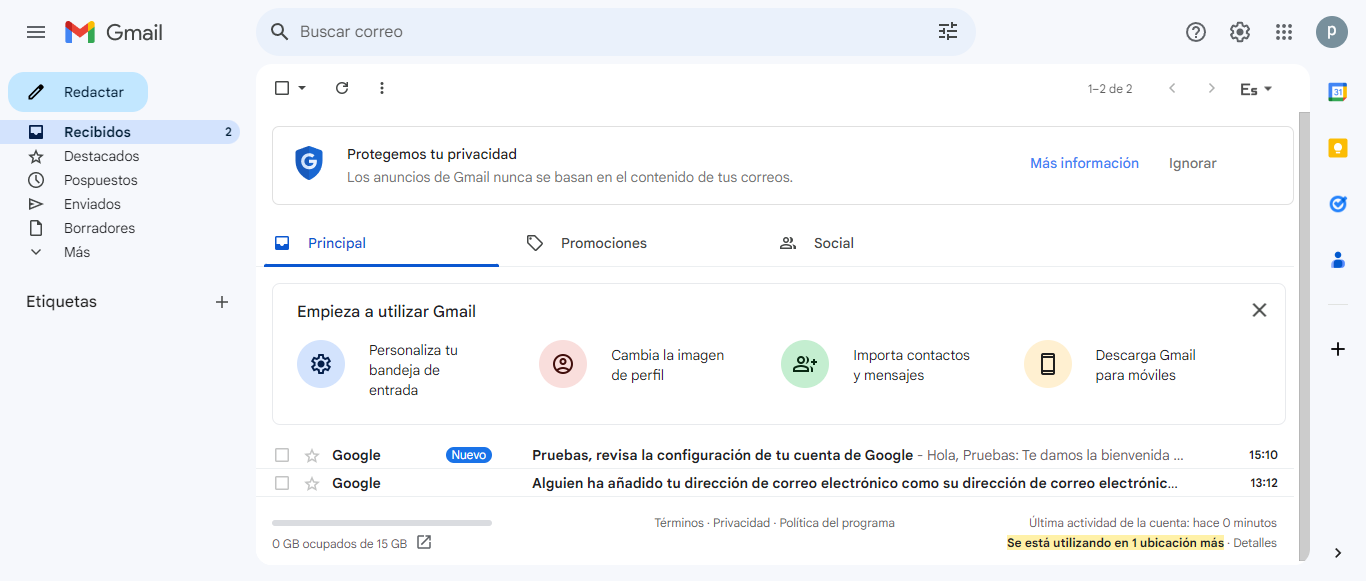 Gmail
Buscar correo
P
Redactar
1–2 de 2
Es
Recibidos 2
Destacados
Pospuestos
Enviados
Borradores
Más
Etiquetas
31
G
Protegemos tu privacidad
Los anuncios de Gmail nunca se basan en el contenido de tus correos.
Más información
Ignorar
Principal
Promociones
Social
Empieza a utilizar Gmail
Personaliza tu
bandeja de
entrada
Cambia la imagen
de perfil
Importa contactos
y mensajes
Descarga Gmail
para móviles
Google Nuevo Pruebas, revisa la configuración de tu cuenta de Google - Hola, Pruebas: Te damos la bienvenida ... 15:10
Google Alguien ha añadido tu dirección de correo electrónico como su dirección de correo electrónic... 13:12
0 GB ocupados de 15 GB
Términos · Privacidad · Política del programa
Última actividad de la cuenta: hace 0 minutos
Se está utilizando en 1 ubicación más · Detalles